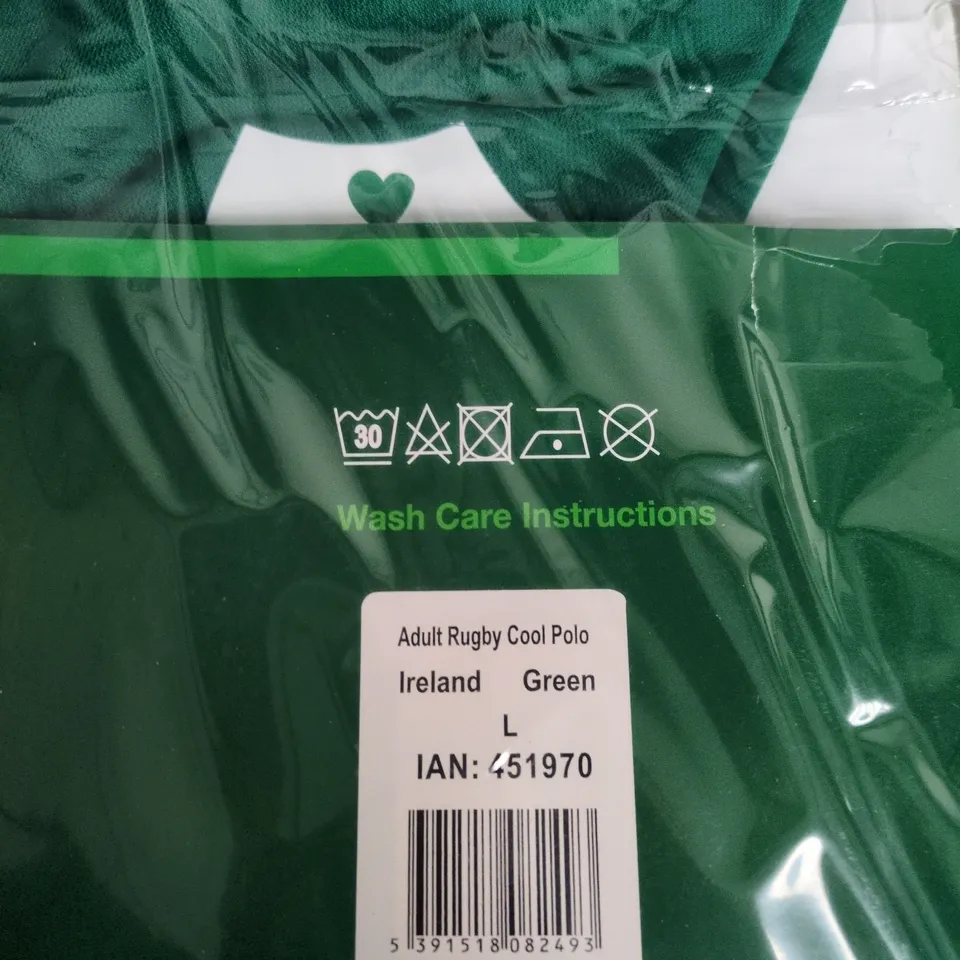 30
Wash Care Instructions
Adult Rugby Cool Polo
Ireland Green
L
IAN: 451970
5 391518 082493